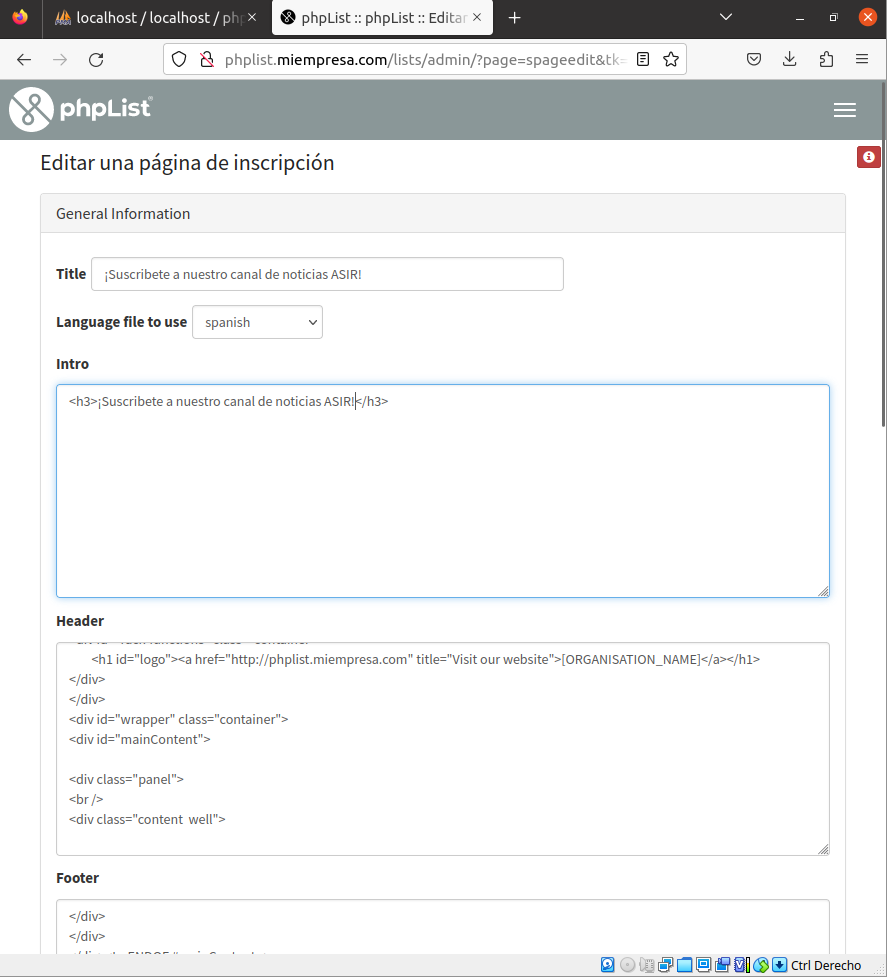 localhost / localhost / ph
phpList :: phpList :: Editar
phplist.miempresa.com/lists/admin/?page=spageedit&tk=
phpList
Editar una página de inscripción
General Information
Title ¡Suscribete a nuestro canal de noticias ASIR!
Language file to use spanish
Intro
<h3>¡Suscribete a nuestro canal de noticias ASIR!</h3>
Header
<h1 id="logo"><a href="http://phplist.miempresa.com" title="Visit our website">[ORGANISATION_NAME]</a></h1>
</div>
</div>
<div id="wrapper" class="container">
<div id="mainContent">
<div class="panel">
<br />
<div class="content well">
Footer
</div>
</div>
Ctrl Derecho